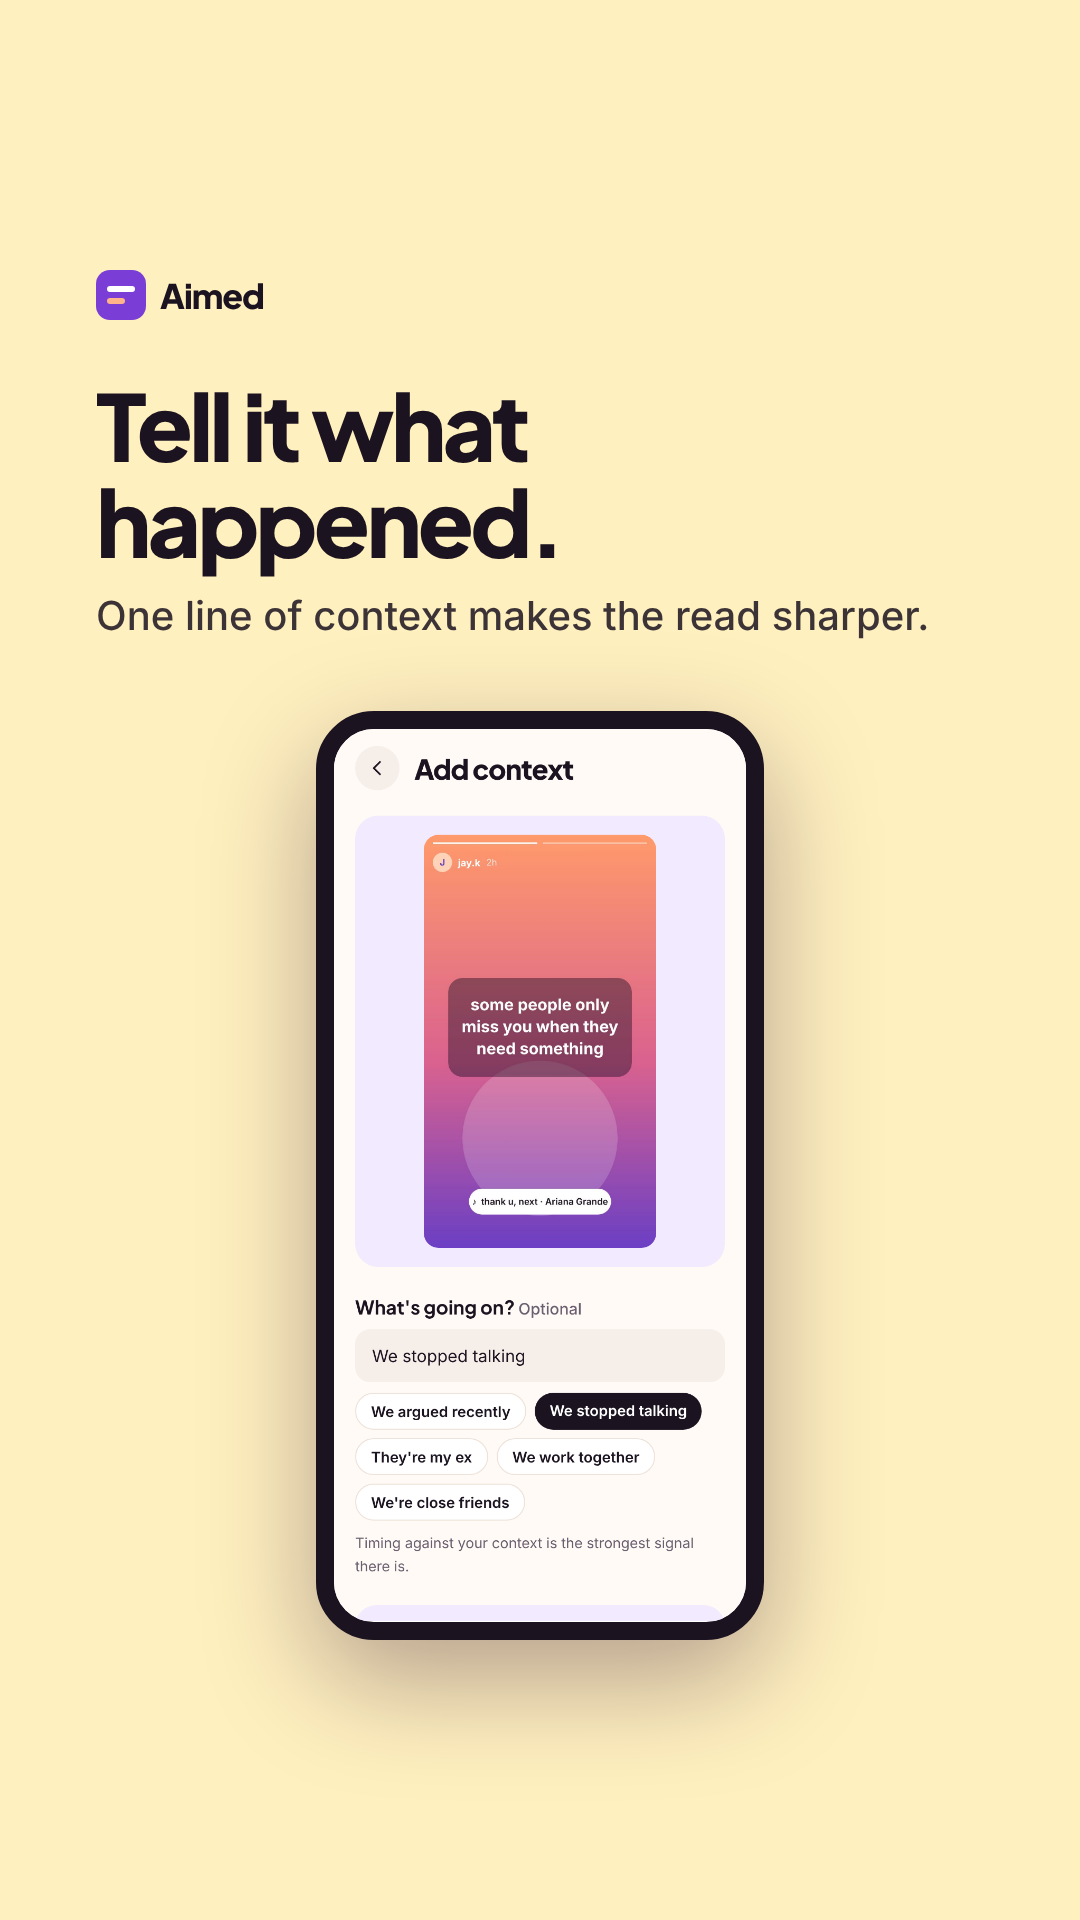 Aimed
Tell it what
happened.
One line of context makes the read sharper.
Add context
J jay.k 2h
some people only
miss you when they
need something
♪ thank u, next · Ariana Grande
What's going on? Optional
We stopped talking
We argued recently We stopped talking
They're my ex We work together
We're close friends
Timing against your context is the strongest signal
there is.